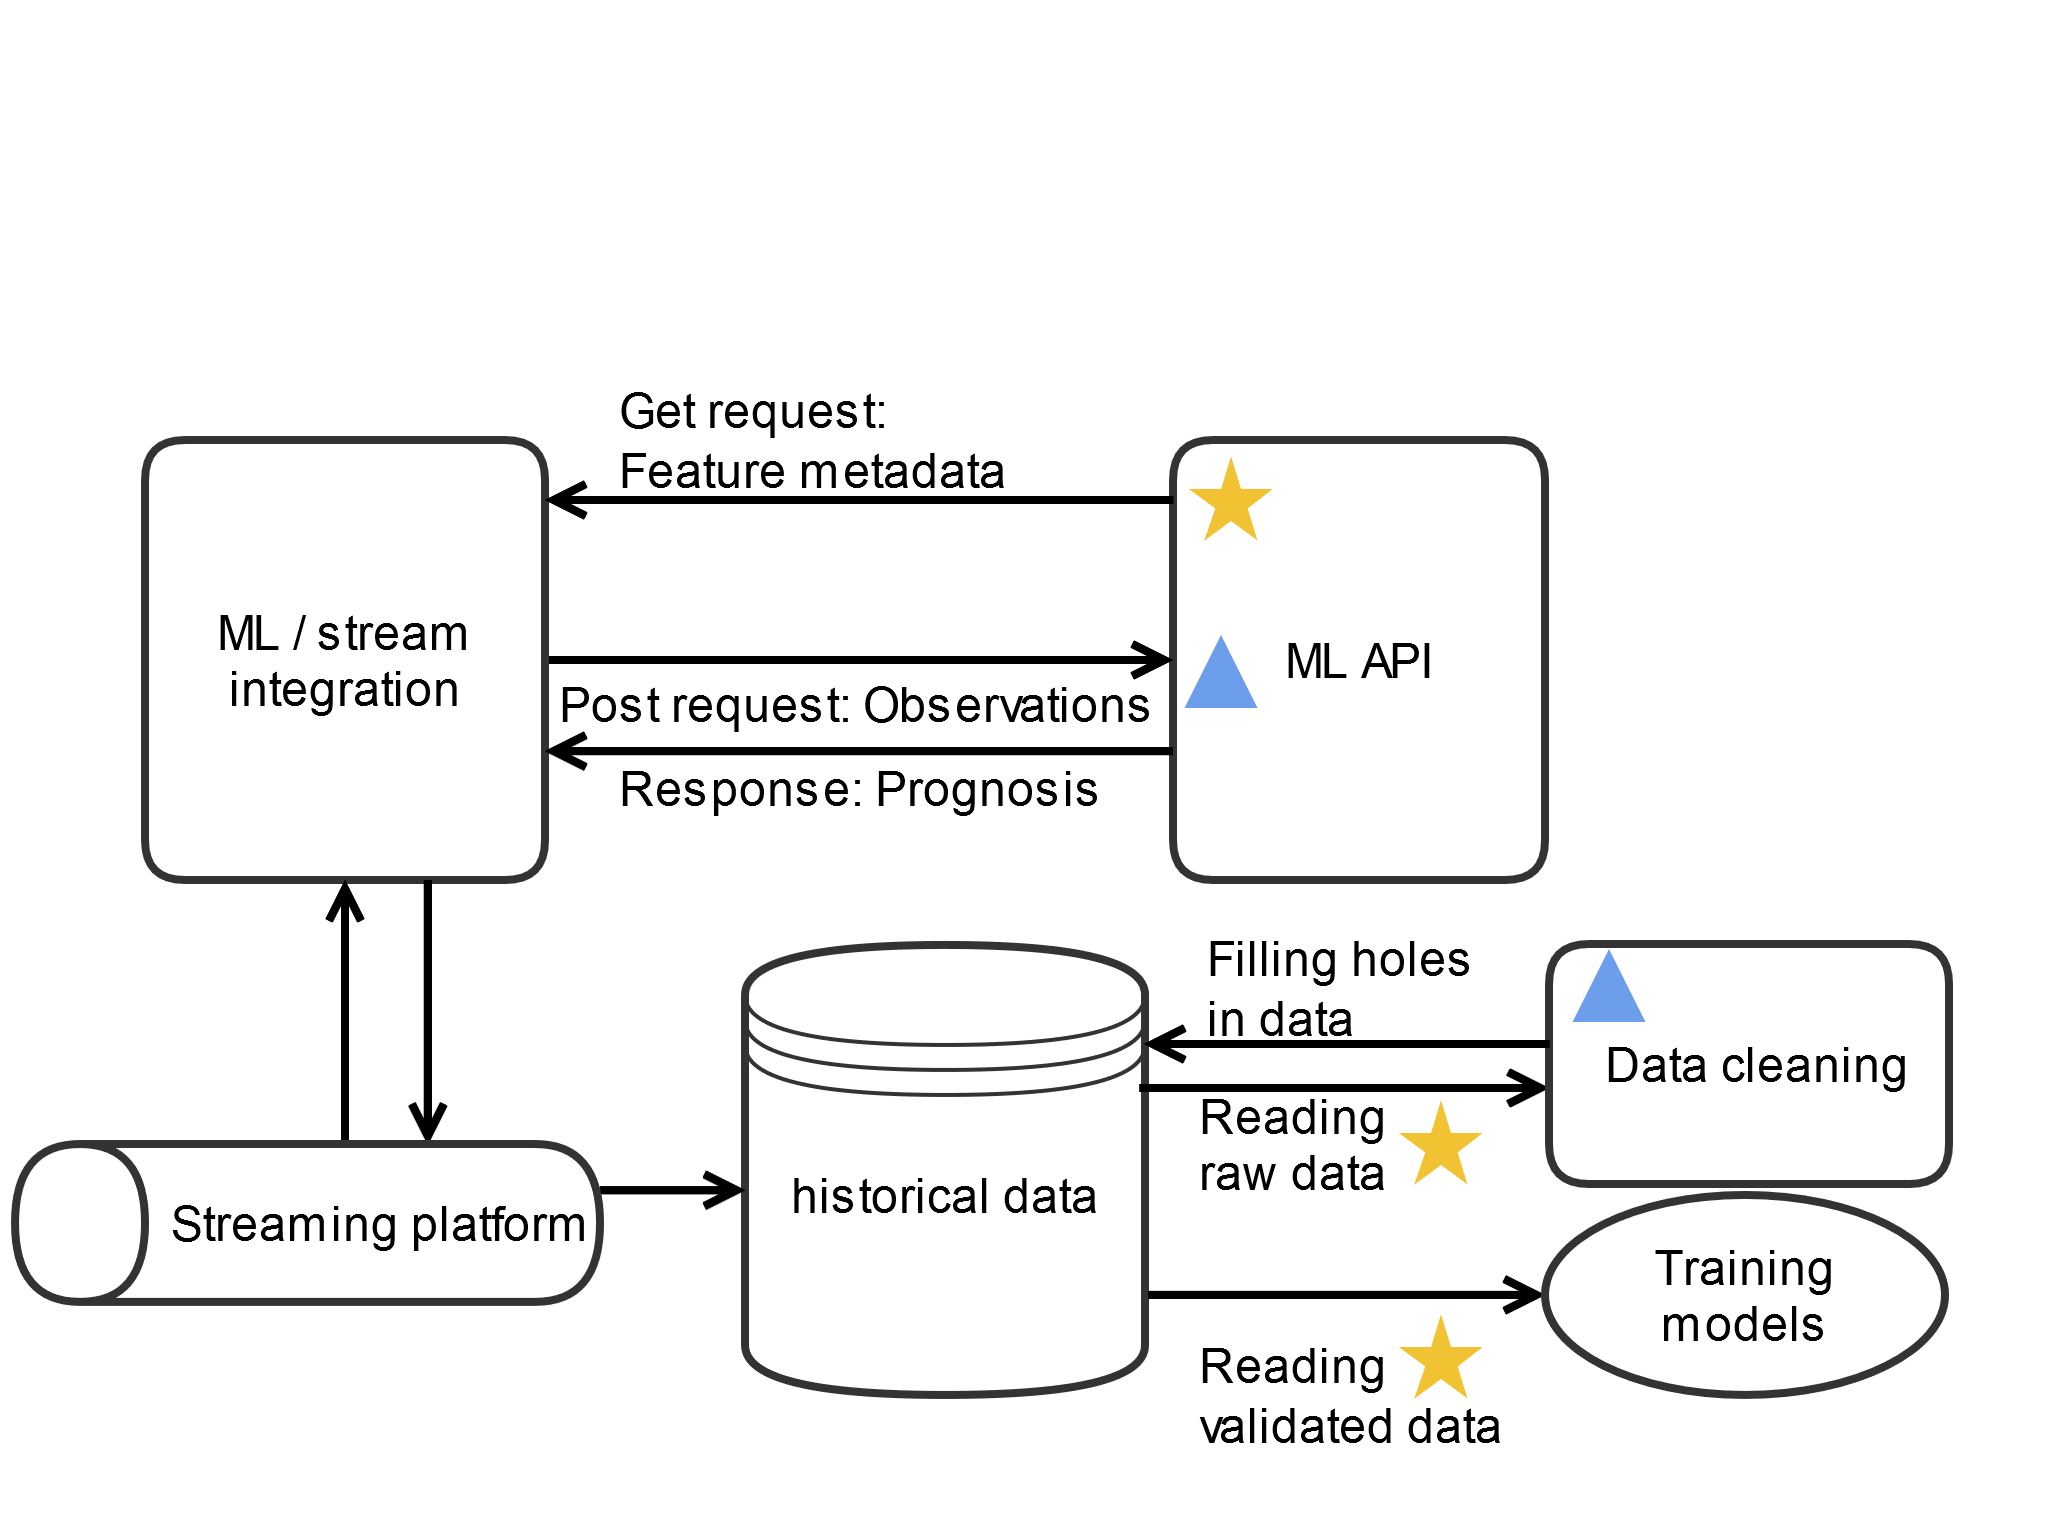 Get request:
Feature metadata
ML / stream
integration
ML API
Post request: Observations
Response: Prognosis
Filling holes
in data
Data cleaning
Reading
raw data
historical data
Streaming platform
Training
models
Reading
validated data